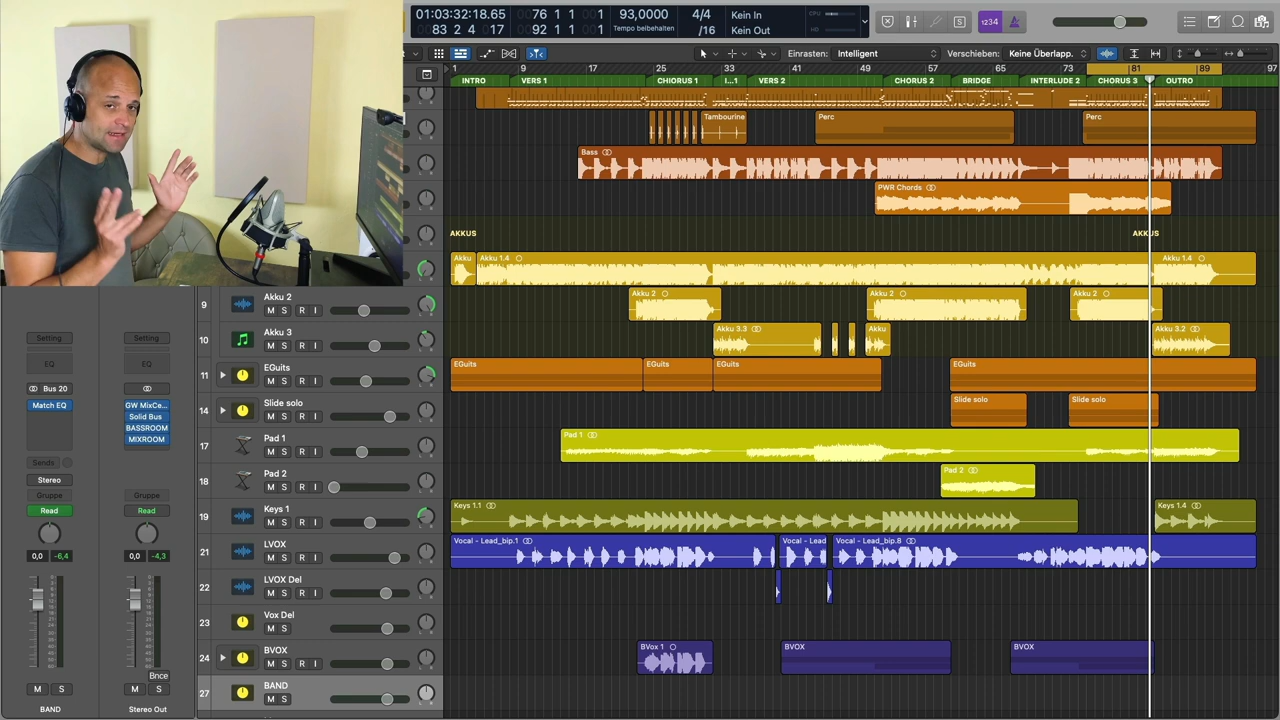 01:03:32:18.65 0076 1 1 001 93,0000 4/4 Kein In
0083 2 4 017 0092 1 1 001 Tempo beibehalten /16 Kein Out
CPU
S 1234
Einrasten: Intelligent Verschieben: Keine Überlapp.
1 9 17 25 33 41 49 57 65 73 81 89 97
INTRO VERS 1 CHIORUS 1 I...1 VERS 2 CHORUS 2 BRIDGE INTERLUDE 2 CHORUS 3 OUTRO
Tambourine Perc Perc
Bass
PWR Chords
AKKUS AKKUS
Akku Akku 1.4 Akku 1.4
9 Akku 2 Akku 2 Akku 2 Akku 2
M S R I
10 Akku 3 Akku 3.3 Akku Akku 3.2
M S R I
11 EGuits EGuits EGuits EGuits EGuits
M S R I
14 Slide solo Slide solo Slide solo
M S R I
17 Pad 1 Pad 1
M S R I
18 Pad 2 Pad 2
M S R I
19 Keys 1 Keys 1.1 Keys 1.4
M S R I
21 LVOX Vocal - Lead_bip.1 Vocal - Lead Vocal - Lead_bip.8
M S R I
22 LVOX Del
M S R I
23 Vox Del
M S
24 BVOX BVox 1 BVOX BVOX
M S R I
27 BAND
M S
Setting Setting
EQ EQ
Bus 20
Match EQ GW MixCe...
Solid Bus
BASSROOM
MIXROOM
Sends
Stereo
Gruppe Gruppe
Read Read
0,0 -6,4 0,0 -4,3
Bnce
M S M S
BAND Stereo Out